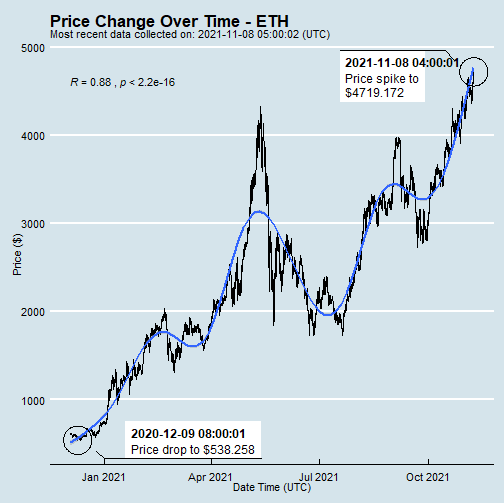 Price Change Over Time - ETH
Most recent data collected on: 2021-11-08 05:00:02 (UTC)
5000
2021-11-08 04:00:01
Price spike to
$4719.172
R = 0.88 , p < 2.2e-16
4000
3000
Price ($)
2000
1000
2020-12-09 08:00:01
Price drop to $538.258
Jan 2021
Apr 2021
Jul 2021
Oct 2021
Date Time (UTC)